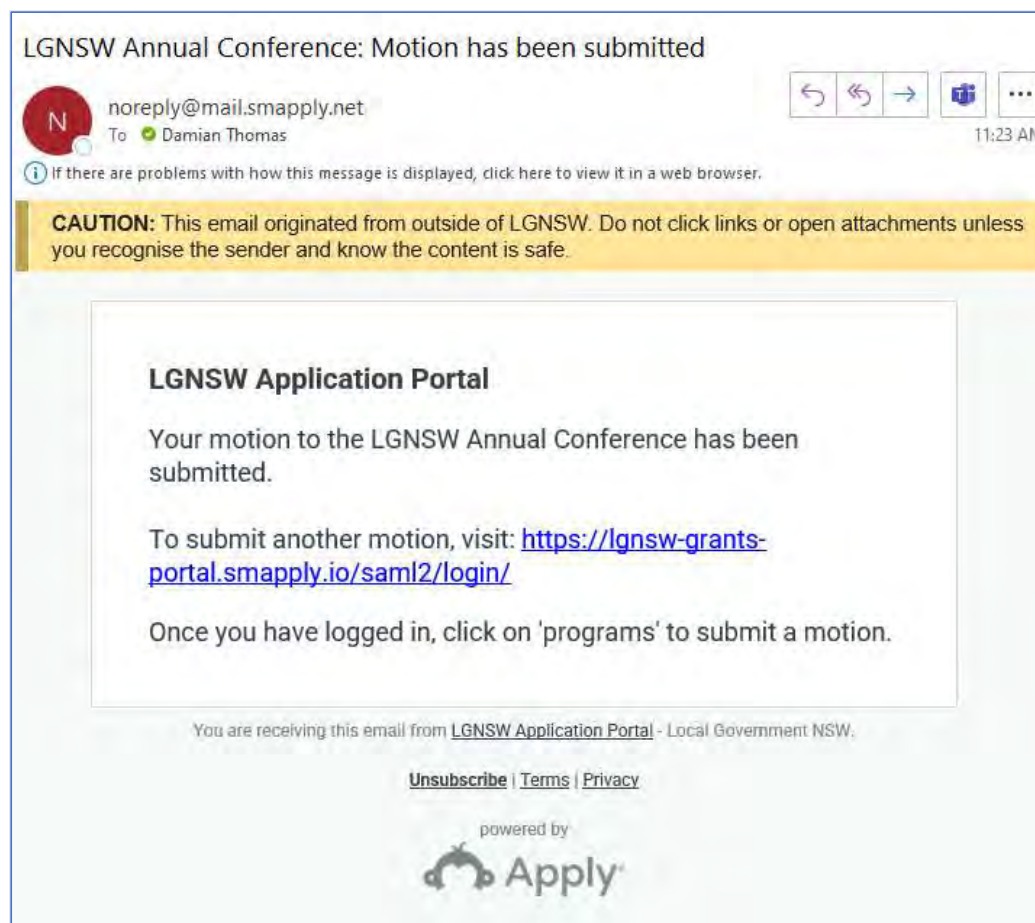 LGNSW Annual Conference: Motion has been submitted
N
noreply@mail.smapply.net
To Damian Thomas
11:23 AM
If there are problems with how this message is displayed, click here to view it in a web browser.
CAUTION: This email originated from outside of LGNSW. Do not click links or open attachments unless
you recognise the sender and know the content is safe.
LGNSW Application Portal
Your motion to the LGNSW Annual Conference has been
submitted.
To submit another motion, visit: https://lgnsw-grants-
portal.smapply.io/saml2/login/
Once you have logged in, click on 'programs' to submit a motion.
You are receiving this email from LGNSW Application Portal - Local Government NSW.
Unsubscribe | Terms | Privacy
powered by
Apply